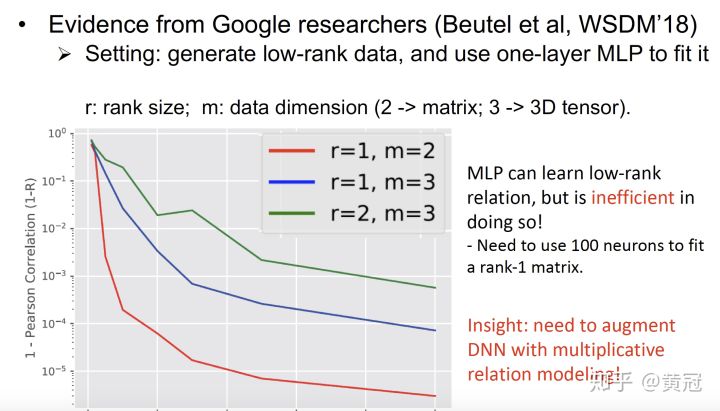 • Evidence from Google researchers (Beutel et al, WSDM'18)
➢ Setting: generate low-rank data, and use one-layer MLP to fit it
r: rank size; m: data dimension (2 -> matrix; 3 -> 3D tensor).
1 - Pearson Correlation (1-R)
10⁰
10⁻¹
10⁻²
10⁻³
10⁻⁴
10⁻⁵
r=1, m=2
r=1, m=3
r=2, m=3
MLP can learn low-rank
relation, but is inefficient in
doing so!
- Need to use 100 neurons to fit
a rank-1 matrix.
Insight: need to augment
DNN with multiplicative
relation modeling!
知乎 @黄冠